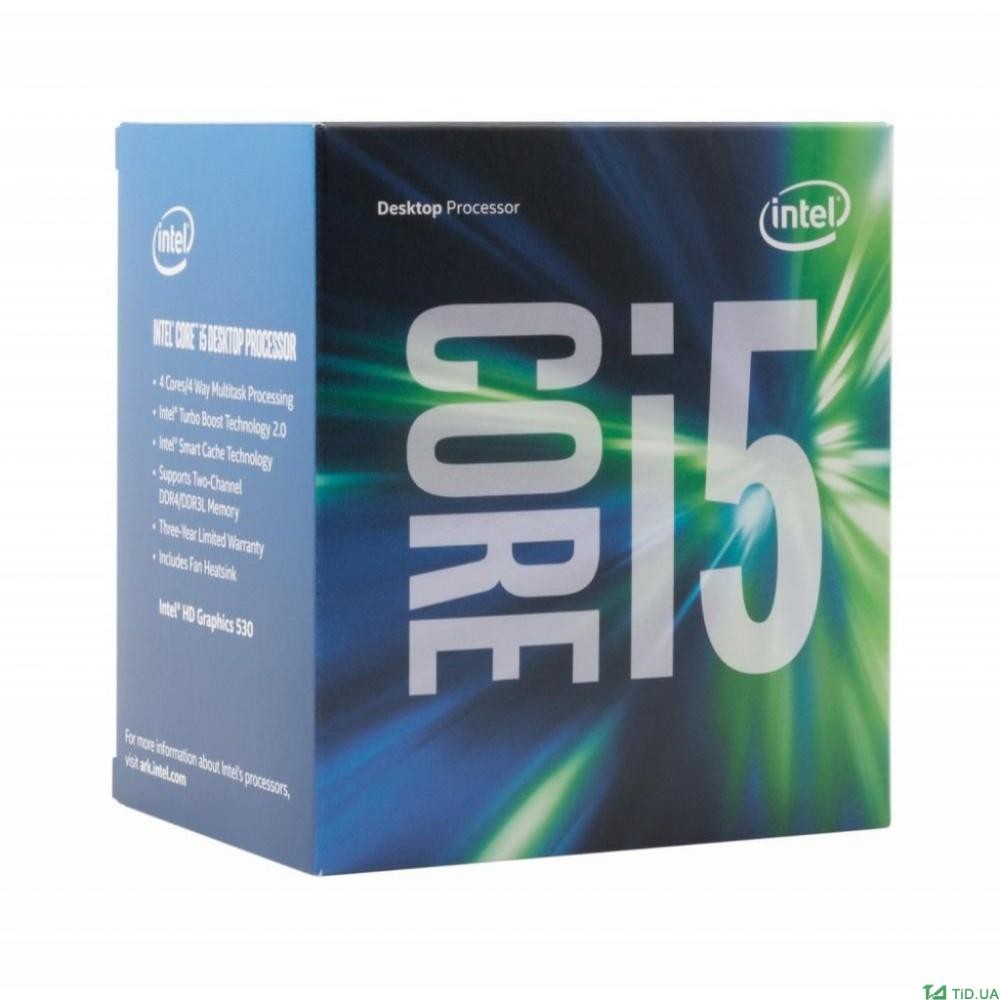 intel
INTEL® CORE™ i5 DESKTOP PROCESSOR
• 4 Cores/4 Way Multitask Processing
• Intel® Turbo Boost Technology 2.0
• Intel® Smart Cache Technology
• Supports Two-Channel
DDR4/DDR3L Memory
• Three-Year Limited Warranty
• Includes Fan Heatsink
Intel® HD Graphics 530
For more information about Intel's processors,
visit ark.intel.com
Desktop Processor
intel®
CORE
i5
TiD.UA